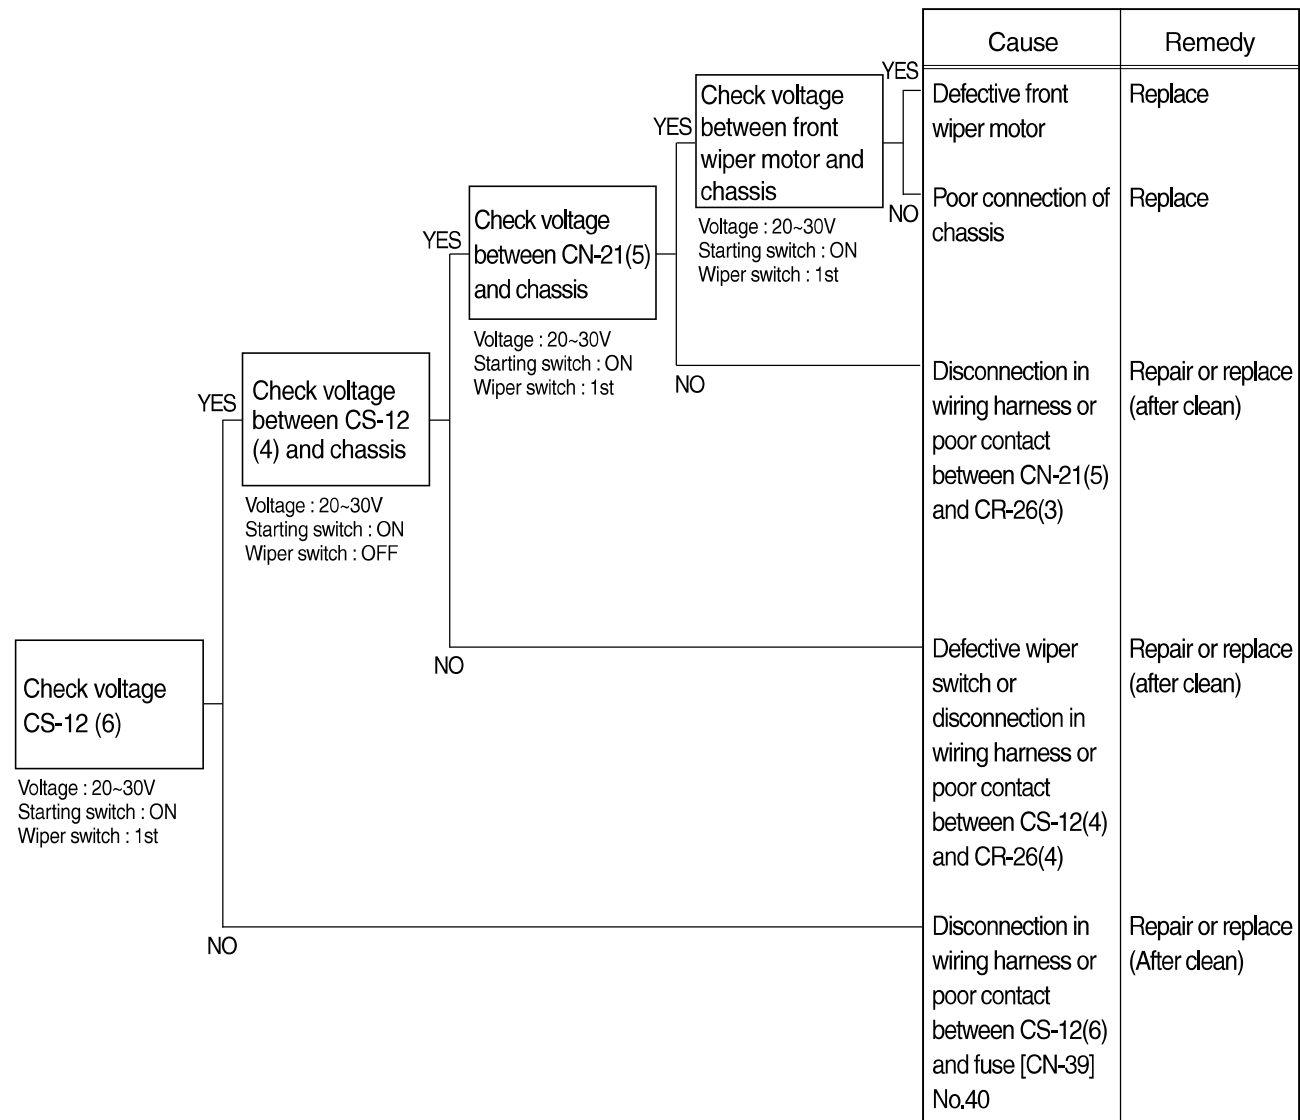 Cause
Remedy
YES
Check voltage
between front
wiper motor and
chassis
Defective front
wiper motor
Replace
YES
NO
Poor connection of
chassis
Replace
Voltage : 20~30V
Starting switch : ON
Wiper switch : 1st
Check voltage
between CN-21(5)
and chassis
YES
Voltage : 20~30V
Starting switch : ON
Wiper switch : 1st
NO
Disconnection in
wiring harness or
poor contact
between CN-21(5)
and CR-26(3)
Repair or replace
(after clean)
YES
Check voltage
between CS-12
(4) and chassis
Voltage : 20~30V
Starting switch : ON
Wiper switch : OFF
NO
Defective wiper
switch or
disconnection in
wiring harness or
poor contact
between CS-12(4)
and CR-26(4)
Repair or replace
(after clean)
Check voltage
CS-12 (6)
Voltage : 20~30V
Starting switch : ON
Wiper switch : 1st
NO
Disconnection in
wiring harness or
poor contact
between CS-12(6)
and fuse [CN-39]
No.40
Repair or replace
(After clean)